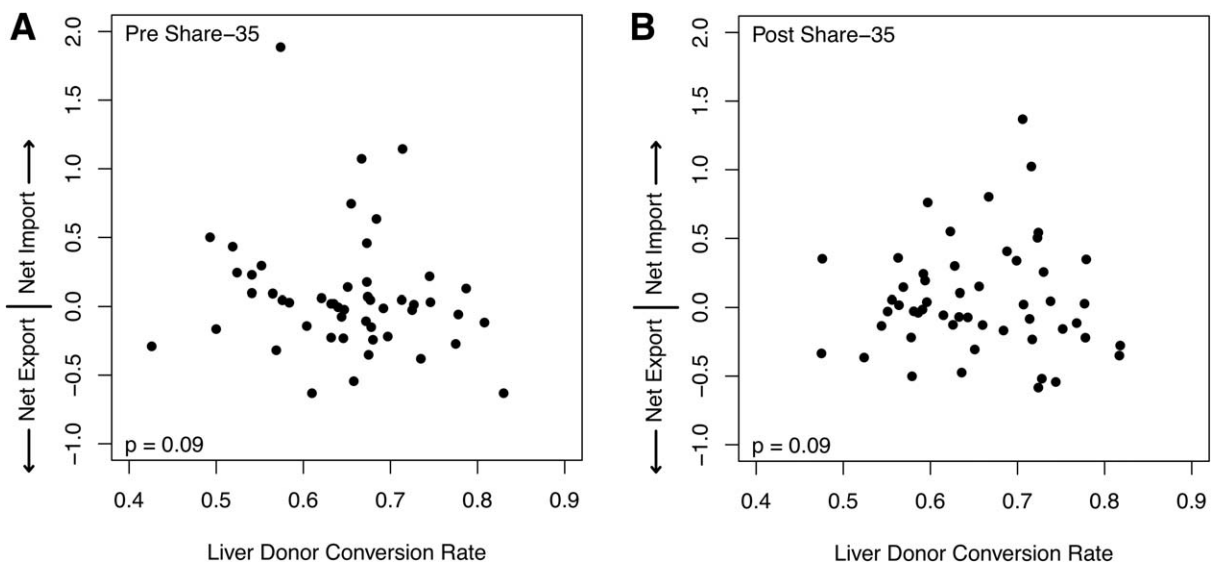 A
Pre Share−35
2.0
1.5
1.0
0.5
0.0
−0.5
−1.0
Net Export
Net Import
p = 0.09
0.4 0.5 0.6 0.7 0.8 0.9
Liver Donor Conversion Rate
B
Post Share−35
2.0
1.5
1.0
0.5
0.0
−0.5
−1.0
Net Export
Net Import
p = 0.09
0.4 0.5 0.6 0.7 0.8 0.9
Liver Donor Conversion Rate